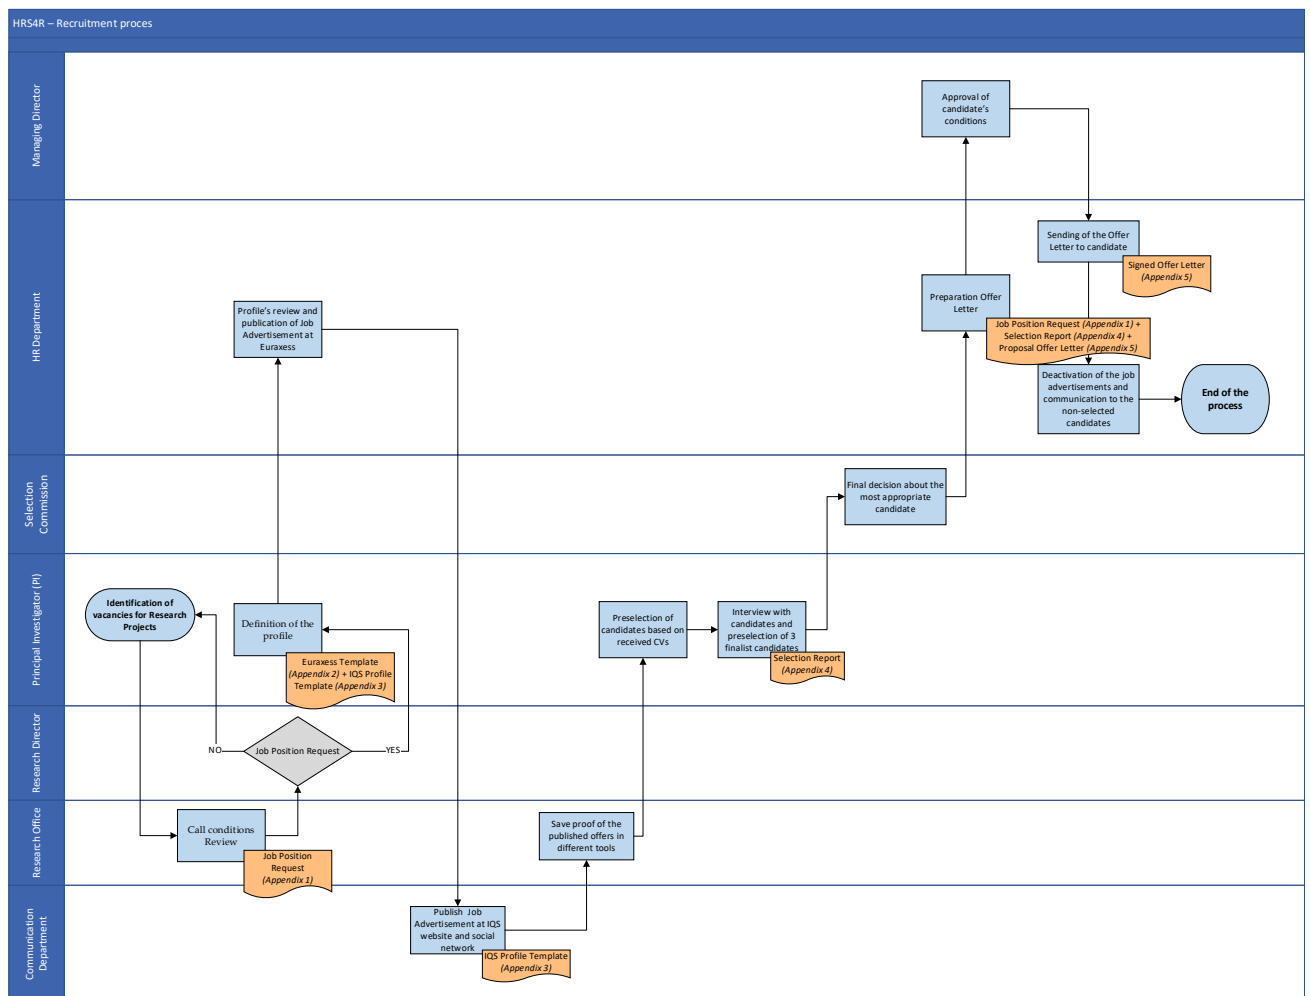 HRS4R – Recruitment proces
Managing Director
Approval of
candidate's
conditions
HR Department
Sending of the Offer
Letter to candidate
Signed Offer Letter
(Appendix 5)
Preparation Offer
Letter
Job Position Request (Appendix 1) +
Selection Report (Appendix 4) +
Proposal Offer Letter (Appendix 5)
Profile's review and
publication of Job
Advertisement at
Euraxess
Deactivation of the job
advertisements and
communication to the
non-selected
candidates
End of the
process
Selection
Commission
Final decision about the
most appropriate
candidate
Principal Investigator (PI)
Identification of
vacancies for Research
Projects
Definition of the
profile
Euraxess Template
(Appendix 2) + IQS Profile
Template (Appendix 3)
Preselection of
candidates based on
received CVs
Interview with
candidates and
preselection of 3
finalist candidates
Selection Report
(Appendix 4)
Research Director
NO
Job Position Request
YES
Research Office
Call conditions
Review
Job Position
Request
(Appendix 1)
Save proof of the
published offers in
different tools
Communication
Department
Publish  Job
Advertisement at IQS
website and social
network
IQS Profile Template
(Appendix 3)